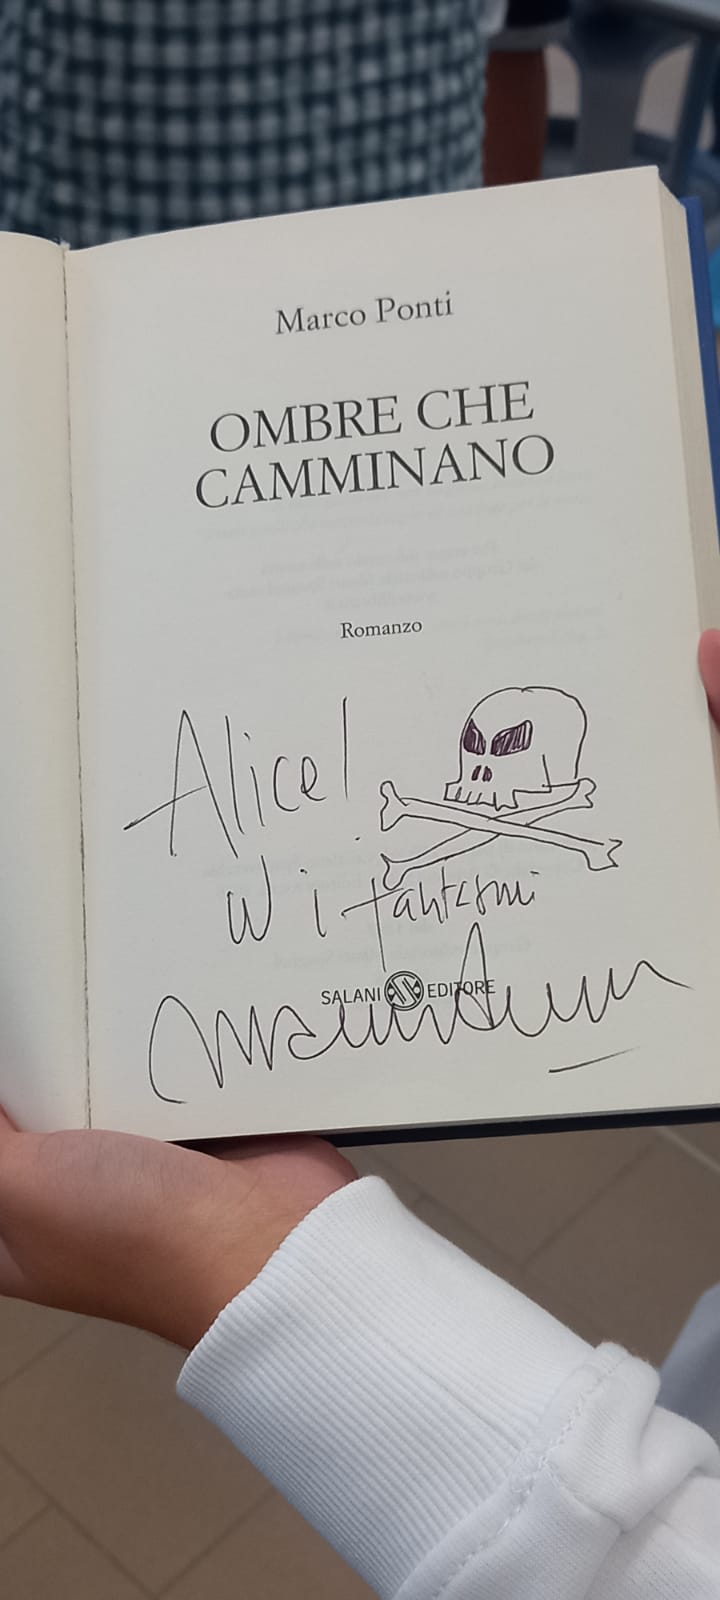 Marco Ponti
OMBRE CHE
CAMMINANO
Romanzo
Alice!
W i fantasmi
SALANI EDITORE